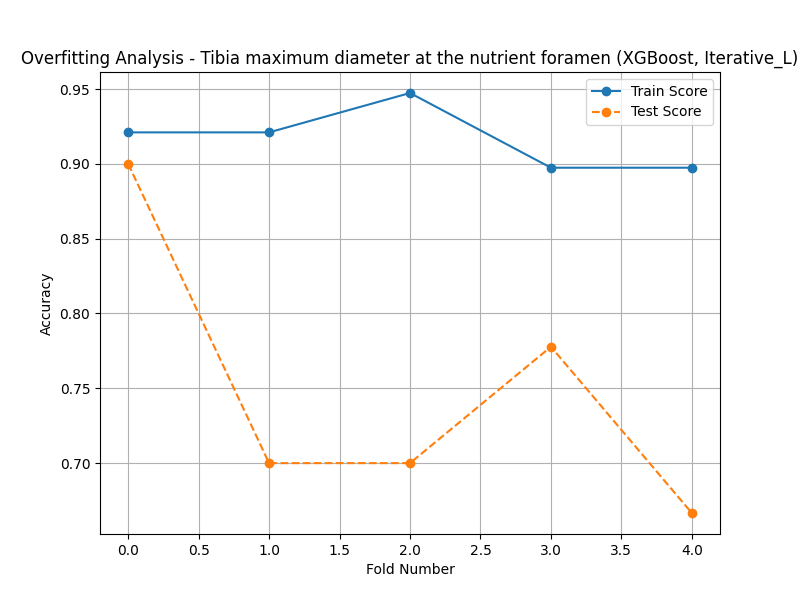 Overfitting Analysis - Tibia maximum diameter at the nutrient foramen (XGBoost, Iterative_L)
Train Score
Test Score
0.95
0.90
0.85
0.80
0.75
0.70
Accuracy
0.0 0.5 1.0 1.5 2.0 2.5 3.0 3.5 4.0
Fold Number